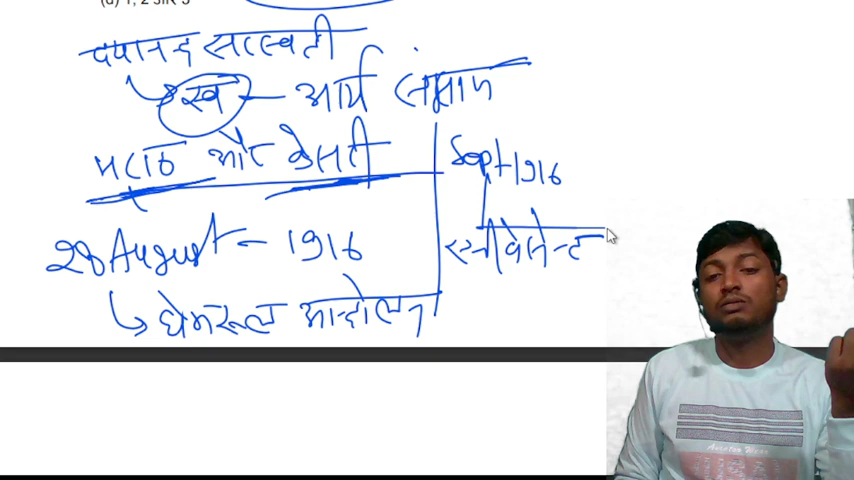 (d) 1, 2 और 3
दयानन्द सरस्वती
स्व — आर्य समाज
मराठा और केसरी
28 August - 1916
होमरूल आन्दोलन
Sept 1916
एनी बेसेन्ट